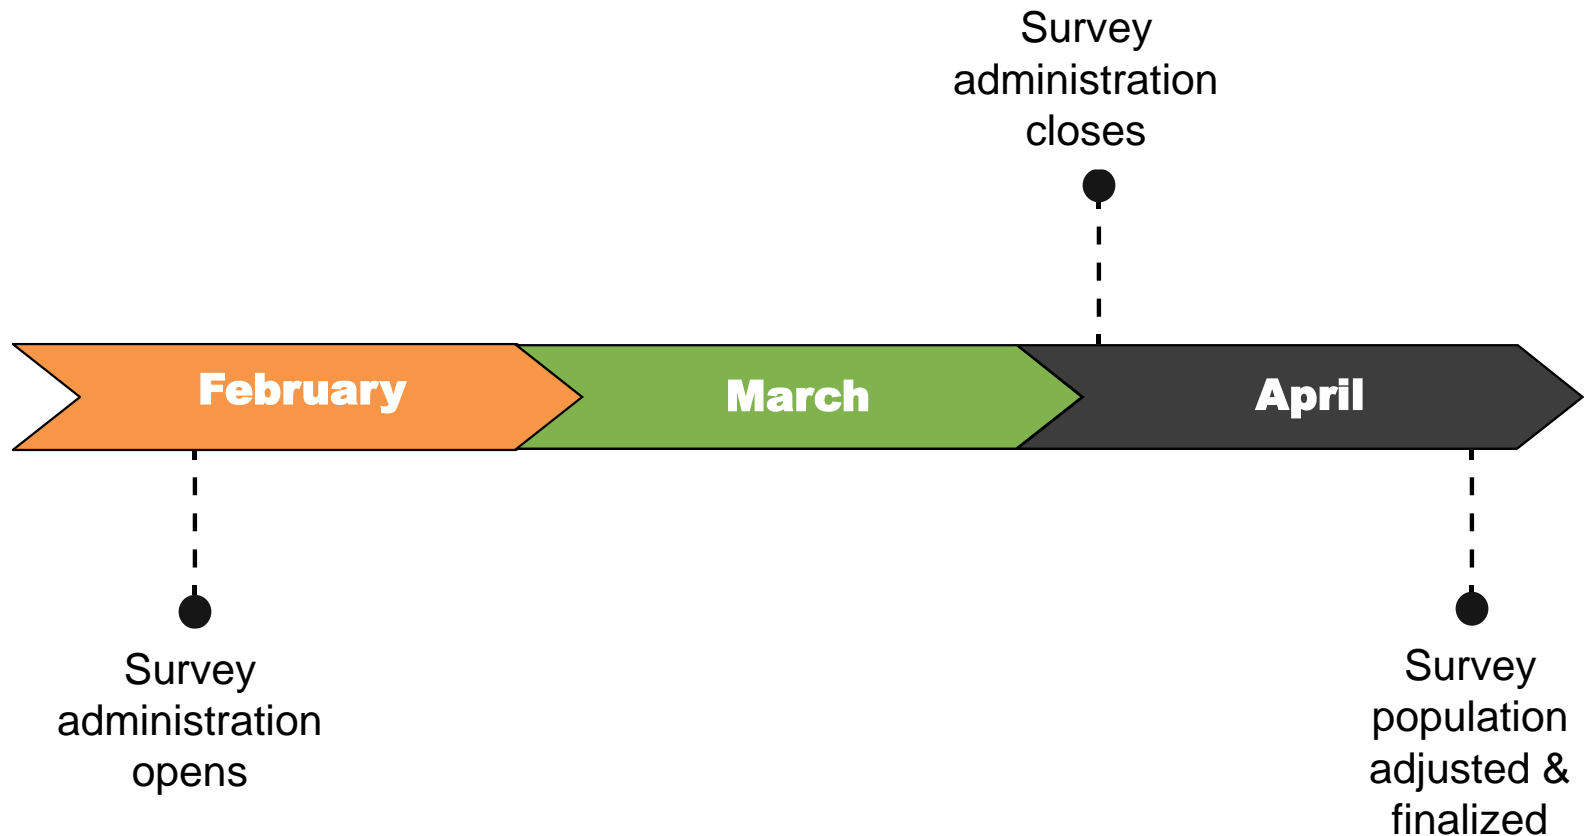 Survey
administration
closes
February
March
April
Survey
administration
opens
Survey
population
adjusted &
finalized